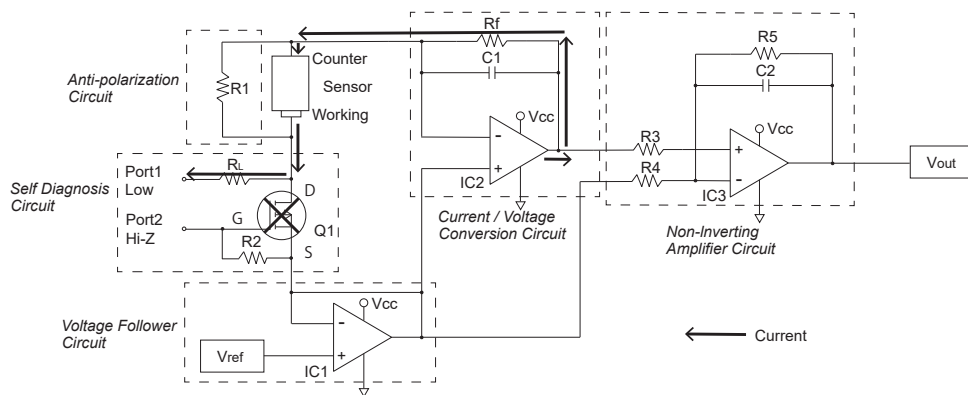 Anti-polarization
Circuit
R1
Counter
Sensor
Working
Rf
C1
Vcc
-
+
IC2
Current / Voltage
Conversion Circuit
R5
C2
R3
R4
Vcc
+
-
IC3
Non-Inverting
Amplifier Circuit
Vout
Self Diagnosis
Circuit
Port1
Low
RL
D
Port2
Hi-Z
G
Q1
R2
S
Voltage Follower
Circuit
Vref
Vcc
-
+
IC1
Current